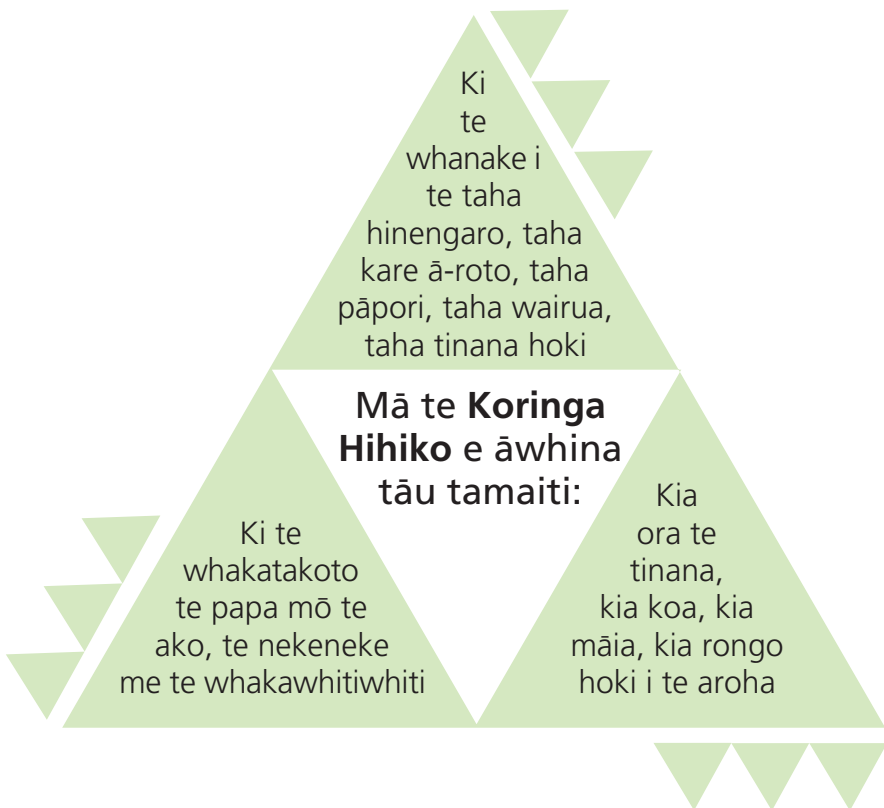 Ki
te
whanake i
te taha
hinengaro, taha
kare ā-roto, taha
pāpori, taha wairua,
taha tinana hoki
Mā te Koringa
Hihiko e āwhina
tāu tamaiti:
Ki te
whakatakoto
te papa mō te
ako, te nekeneke
me te whakawhitiwhiti
Kia
ora te
tinana,
kia koa, kia
māia, kia rongo
hoki i te aroha